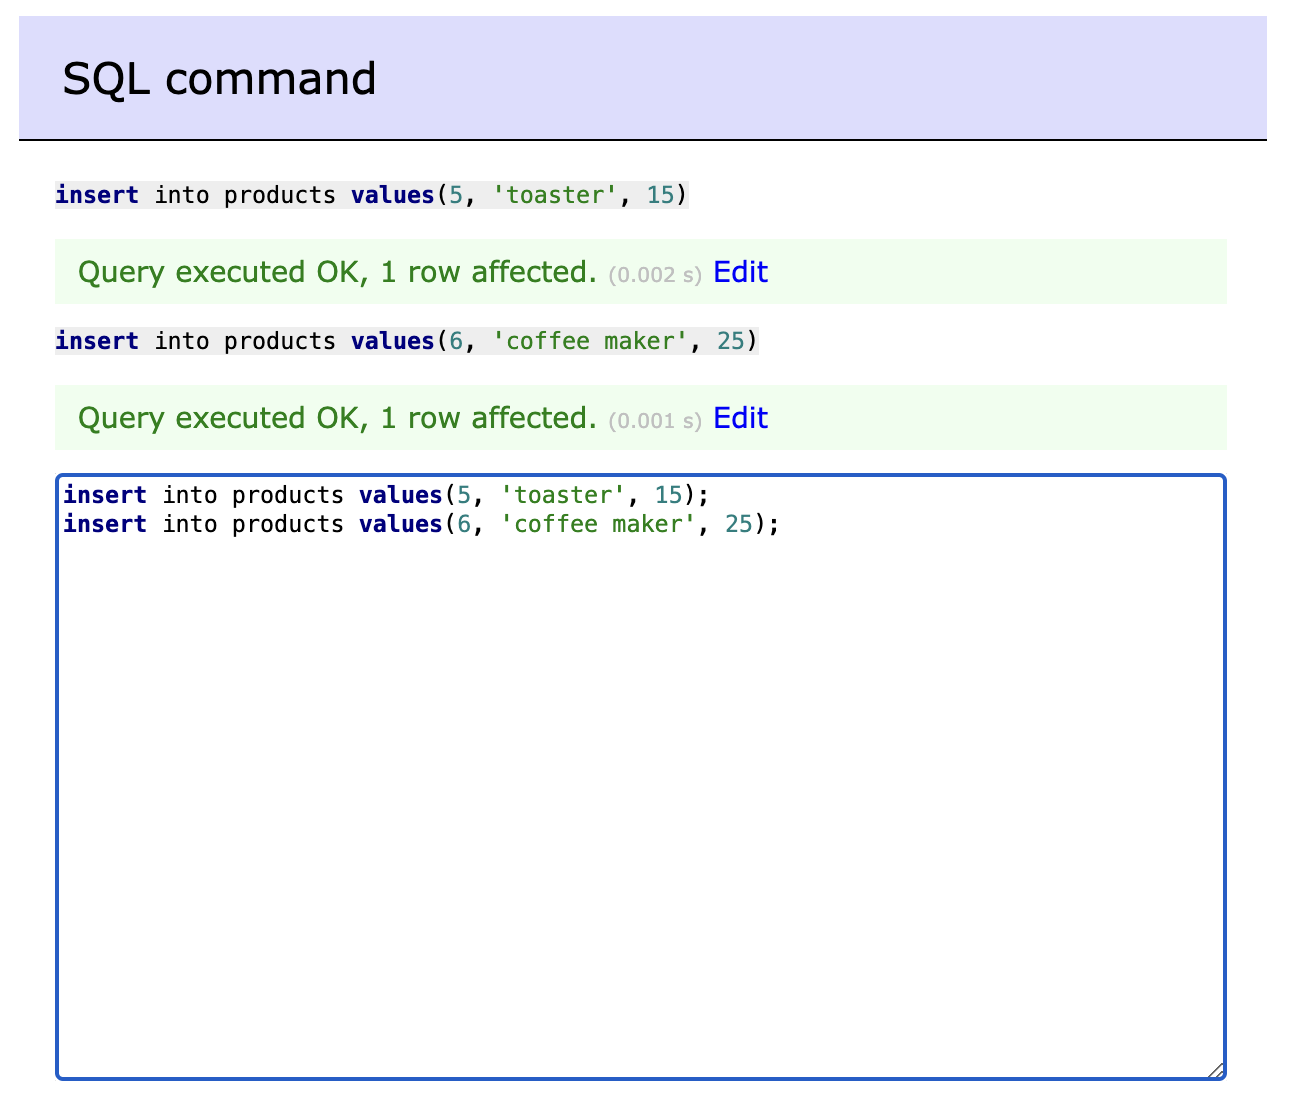 SQL command
insert into products values(5, 'toaster', 15)
Query executed OK, 1 row affected. (0.002 s) Edit
insert into products values(6, 'coffee maker', 25)
Query executed OK, 1 row affected. (0.001 s) Edit
insert into products values(5, 'toaster', 15);
insert into products values(6, 'coffee maker', 25);